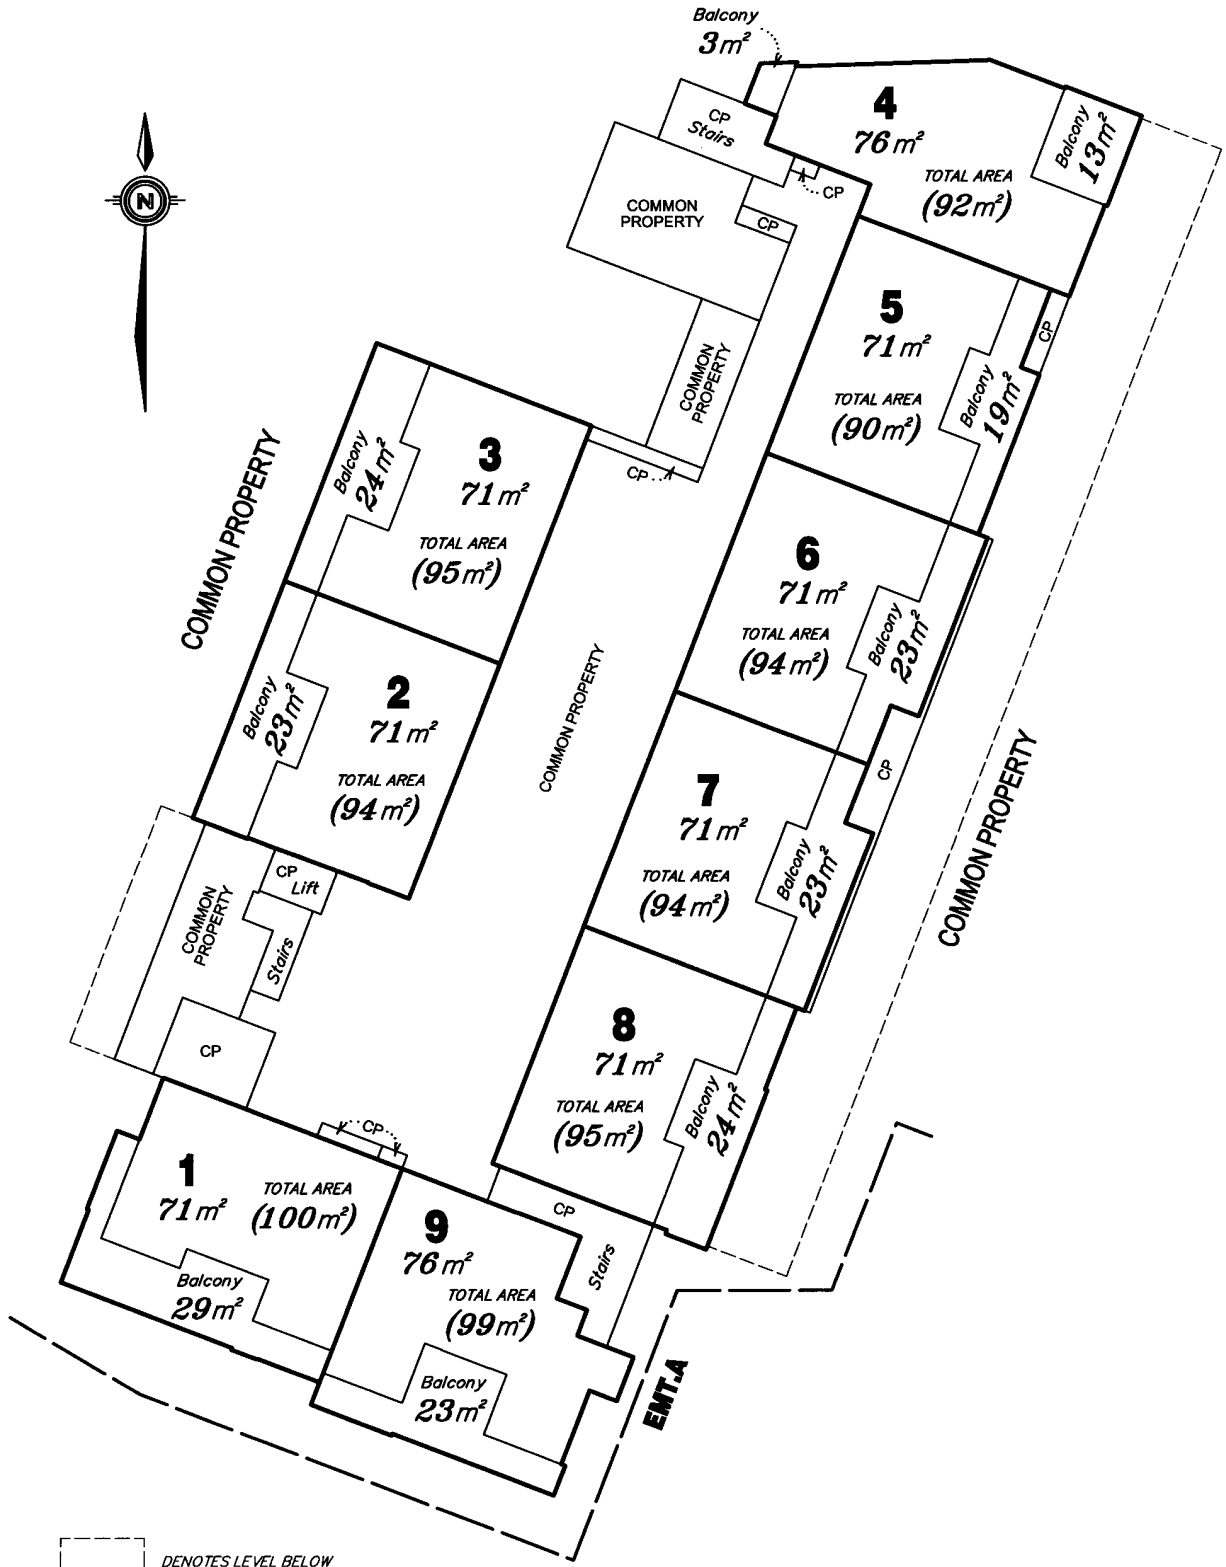 Balcony
3m²
N
CP
Stairs
4
76m²
Balcony
13m²
TOTAL AREA
(92m²)
CP
COMMON
PROPERTY
CP
5
71m²
CP
COMMON
PROPERTY
TOTAL AREA
(90m²)
Balcony
19m²
3
71m²
Balcony
24m²
CP
COMMON PROPERTY
TOTAL AREA
(95m²)
6
71m²
TOTAL AREA
(94m²)
Balcony
23m²
2
71m²
Balcony
23m²
COMMON PROPERTY
TOTAL AREA
(94m²)
7
71m²
CP
COMMON PROPERTY
TOTAL AREA
(94m²)
Balcony
23m²
CP
Lift
COMMON
PROPERTY
Stairs
8
71m²
CP
TOTAL AREA
(95m²)
Balcony
24m²
CP
1
71m²
TOTAL AREA
(100m²)
CP
9
76m²
Stairs
Balcony
29m²
TOTAL AREA
(99m²)
Balcony
23m²
EMT.A
DENOTES LEVEL BELOW